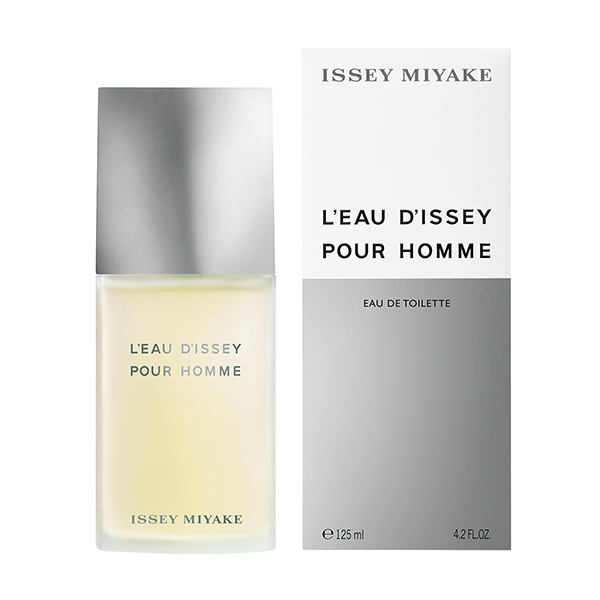 L'EAU D'ISSEY
POUR HOMME
ISSEY MIYAKE
ISSEY MIYAKE
L'EAU D'ISSEY
POUR HOMME
EAU DE TOILETTE
℮ 125 ml 4.2 FL.OZ.